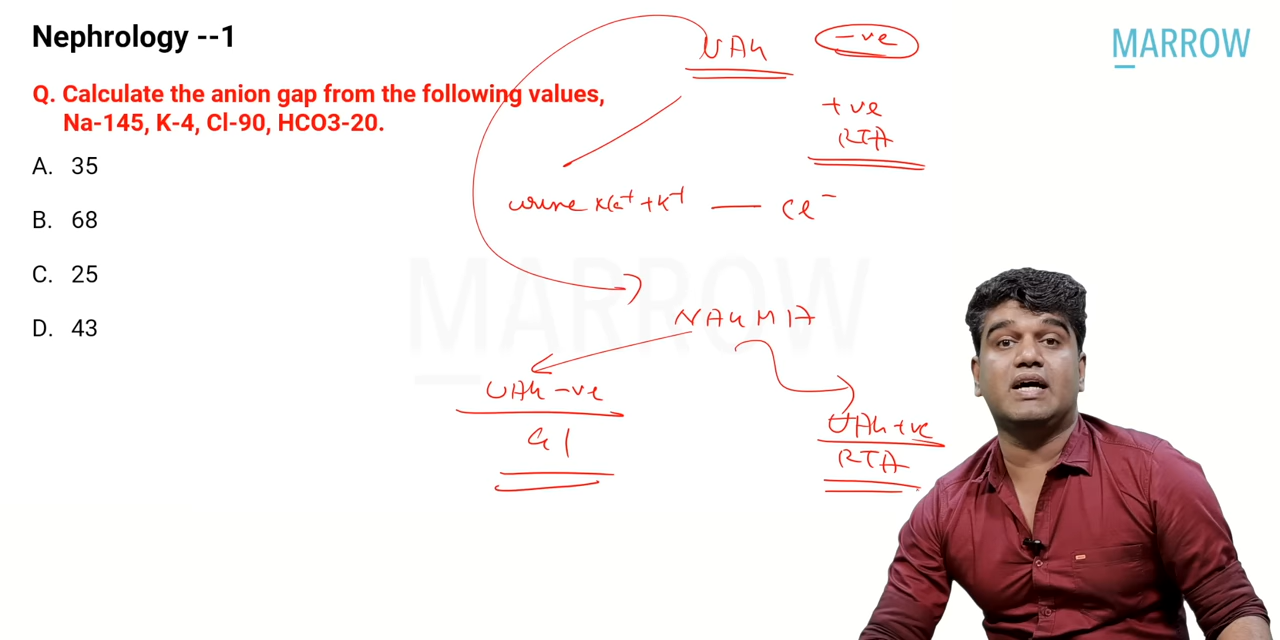 Nephrology --1
MARROW
Q. Calculate the anion gap from the following values,
Na-145, K-4, Cl-90, HCO3-20.
A. 35
B. 68
C. 25
D. 43
UAG
-ve
+ve
RTA
urine Na+ + K+ — Cl-
NAGMA
UAG -ve
GI
UAG +ve
RTA
MARROW